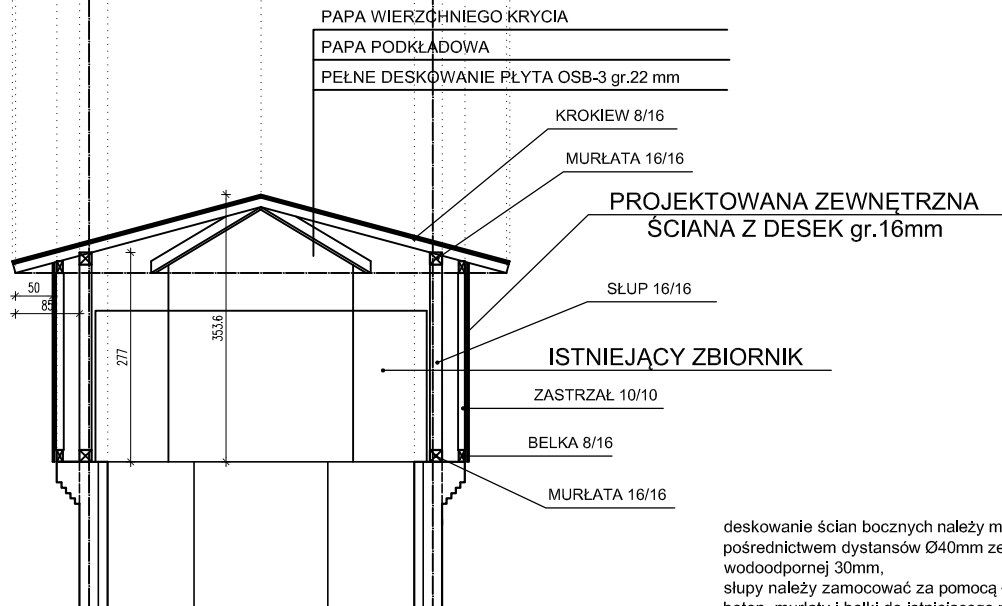 PAPA WIERZCHNIEGO KRYCIA
PAPA PODKŁADOWA
PEŁNE DESKOWANIE PŁYTA OSB-3 gr.22 mm
KROKIEW 8/16
MURŁATA 16/16
PROJEKTOWANA ZEWNĘTRZNA
ŚCIANA Z DESEK gr.16mm
50
85
277
353.6
SŁUP 16/16
ISTNIEJĄCY ZBIORNIK
ZASTRZAŁ 10/10
BELKA 8/16
MURŁATA 16/16
deskowanie ścian bocznych należy
pośrednictwem dystansów Ø40mm
wodoodpornej 30mm,
słupy należy zamocować za pomocą